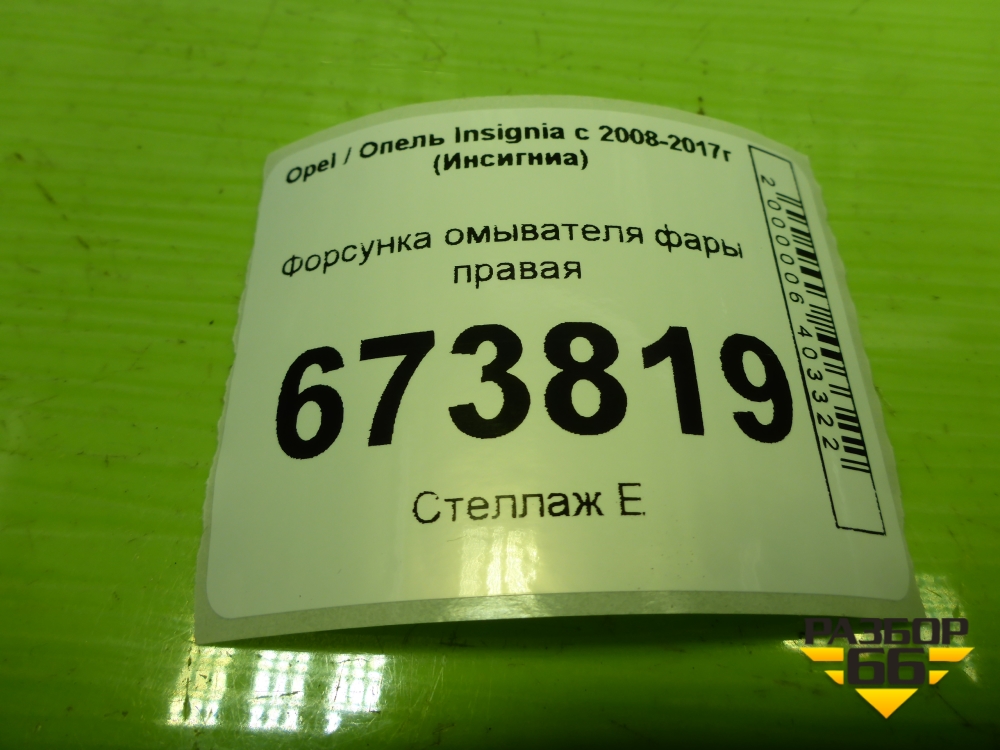 Opel / Опель Insignia с 2008-2017г
(Инсигниа)
Форсунка омывателя фары
правая
673819
Стеллаж Е
2000006403322
РАЗБОР
66